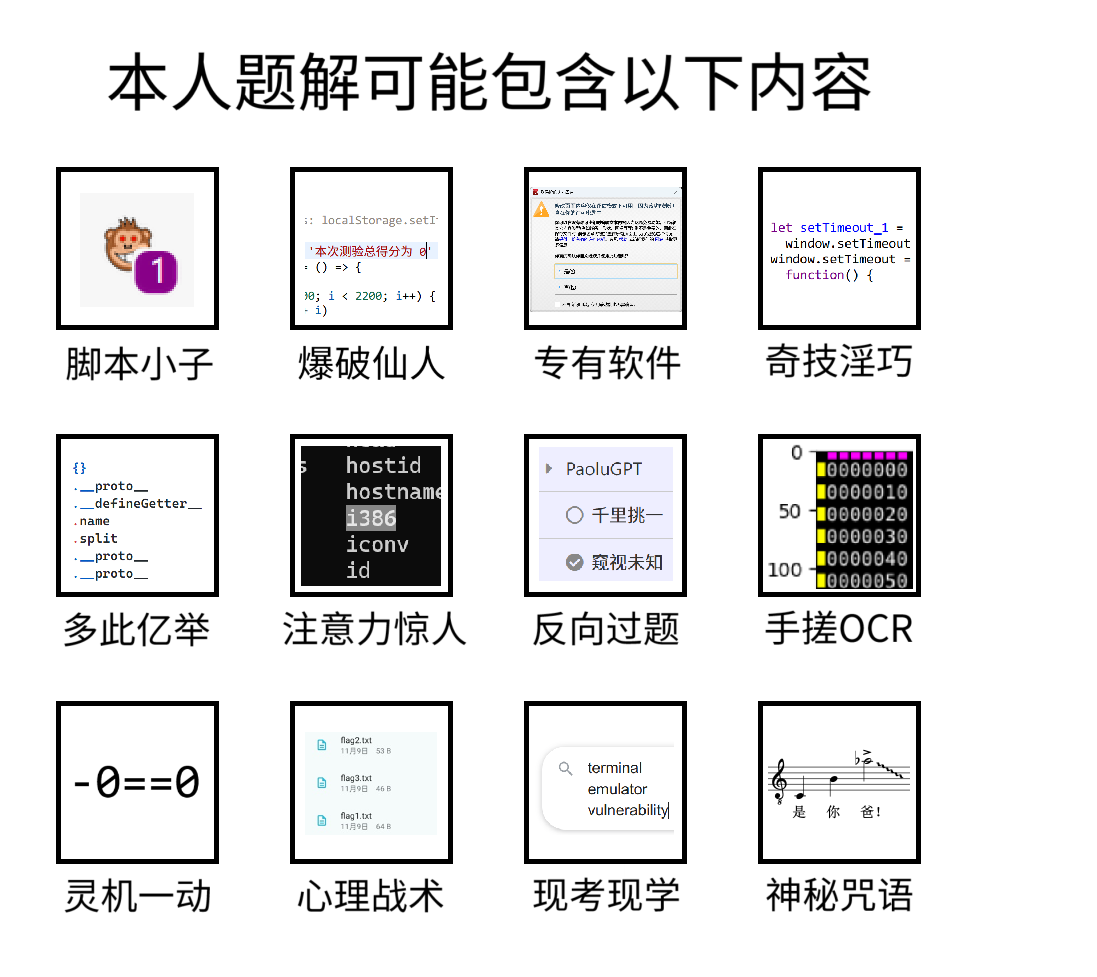 本人题解可能包含以下内容
1
脚本小子
localStorage.setI
'本次测验总得分为 0'
= () => {
0; i < 2200; i++) {
- i)
爆破仙人
专有软件
let setTimeout_1 =
window.setTimeout
window.setTimeout =
function() {
奇技淫巧
{}
.__proto__
.__defineGetter__
.name
.split
.__proto__
.__proto__
多此亿举
s
hostid
hostname
i386
iconv
id
注意力惊人
PaoluGPT
千里挑一
窥视未知
反向过题
0
50
100
0000000
0000010
0000020
0000030
0000040
0000050
手搓OCR
-0==0
灵机一动
flag2.txt
11月9日 53 B
flag3.txt
11月9日 46 B
flag1.txt
11月9日 64 B
心理战术
terminal
emulator
vulnerability
现考现学
8
是 你 爸!
神秘咒语